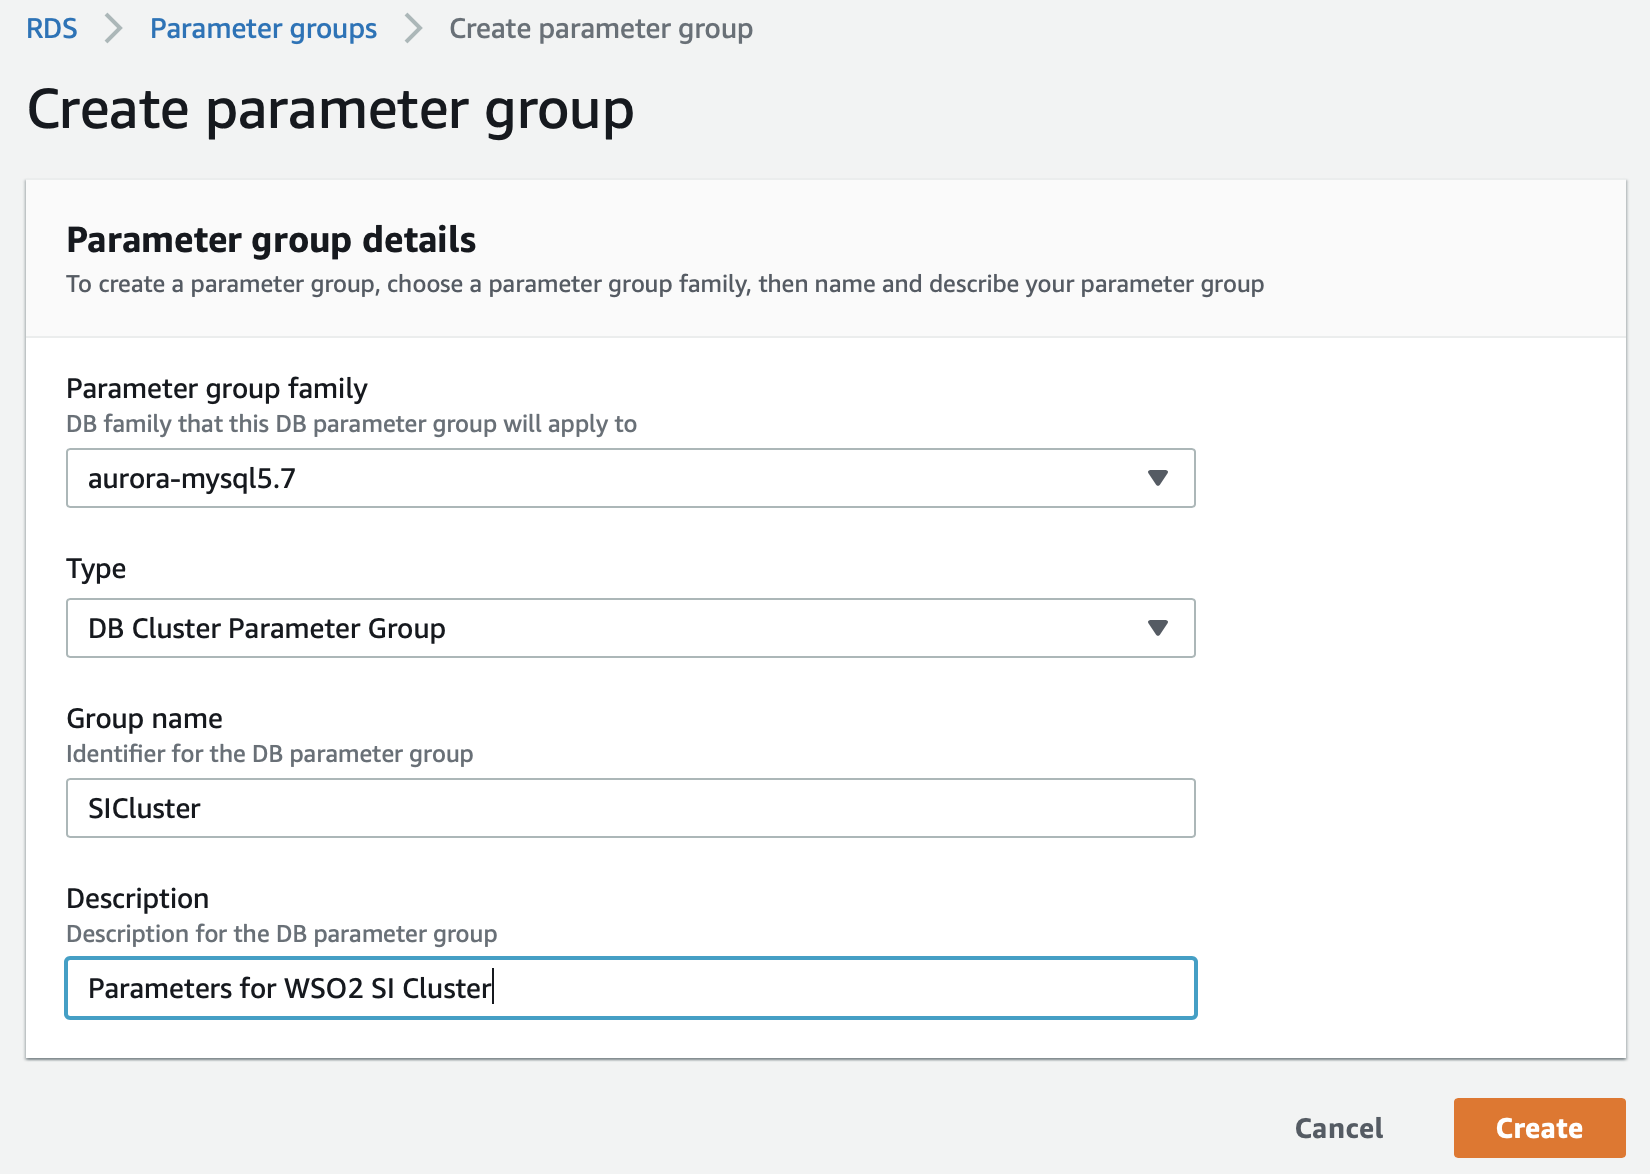 RDS > Parameter groups > Create parameter group
Create parameter group
Parameter group details
To create a parameter group, choose a parameter group family, then name and describe your parameter group
Parameter group family
DB family that this DB parameter group will apply to
aurora-mysql5.7
Type
DB Cluster Parameter Group
Group name
Identifier for the DB parameter group
SICluster
Description
Description for the DB parameter group
Parameters for WSO2 SI Cluster
Cancel Create